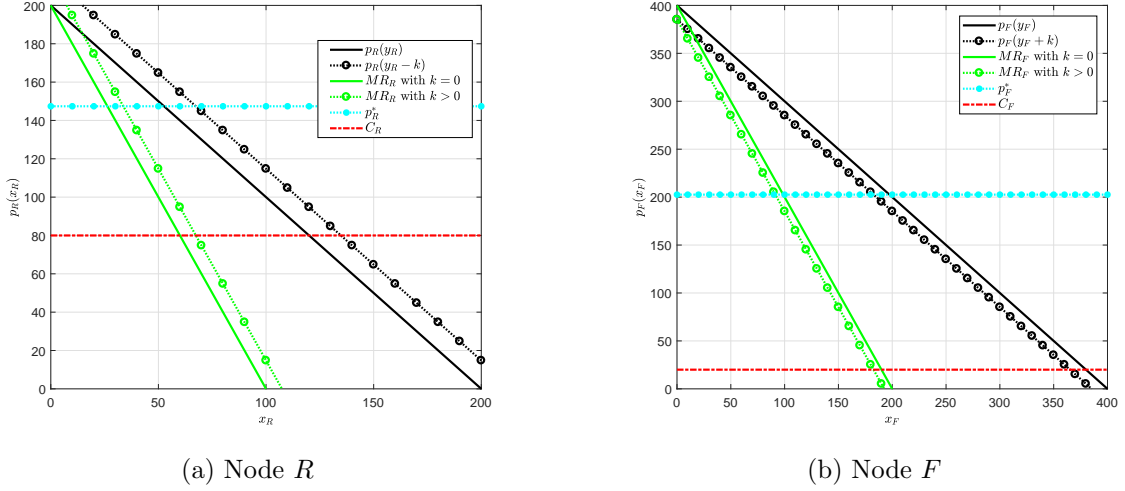 200
180
160
140
120
100
80
60
40
20
0
p_R(x_R)
0 50 100 150 200
x_R
p_R(y_R)
p_R(y_R − k)
MR_R with k = 0
MR_R with k > 0
p*_R
C_R
(a) Node R
400
350
300
250
200
150
100
50
0
p_F(x_F)
0 50 100 150 200 250 300 350 400
x_F
p_F(y_F)
p_F(y_F + k)
MR_F with k = 0
MR_F with k > 0
p*_F
C_F
(b) Node F